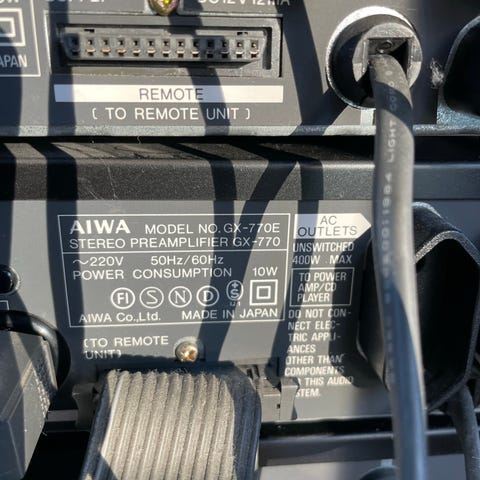 JAPAN
REMOTE
( TO REMOTE UNIT )
AIWA MODEL NO. GX-770E
STEREO PREAMPLIFIER GX-770
~220V 50Hz/60Hz
POWER CONSUMPTION 10W
FI S N D
AIWA Co.,Ltd. MADE IN JAPAN
(TO REMOTE
UNIT)
AC
OUTLETS
UNSWITCHED
400W . MAX
TO POWER
AMP/CD
PLAYER
DO NOT CON-
NECT ELEC-
TRIC APPLI-
ANCES
OTHER THAN
COMPONENTS
THIS AUDIO
LIGHT